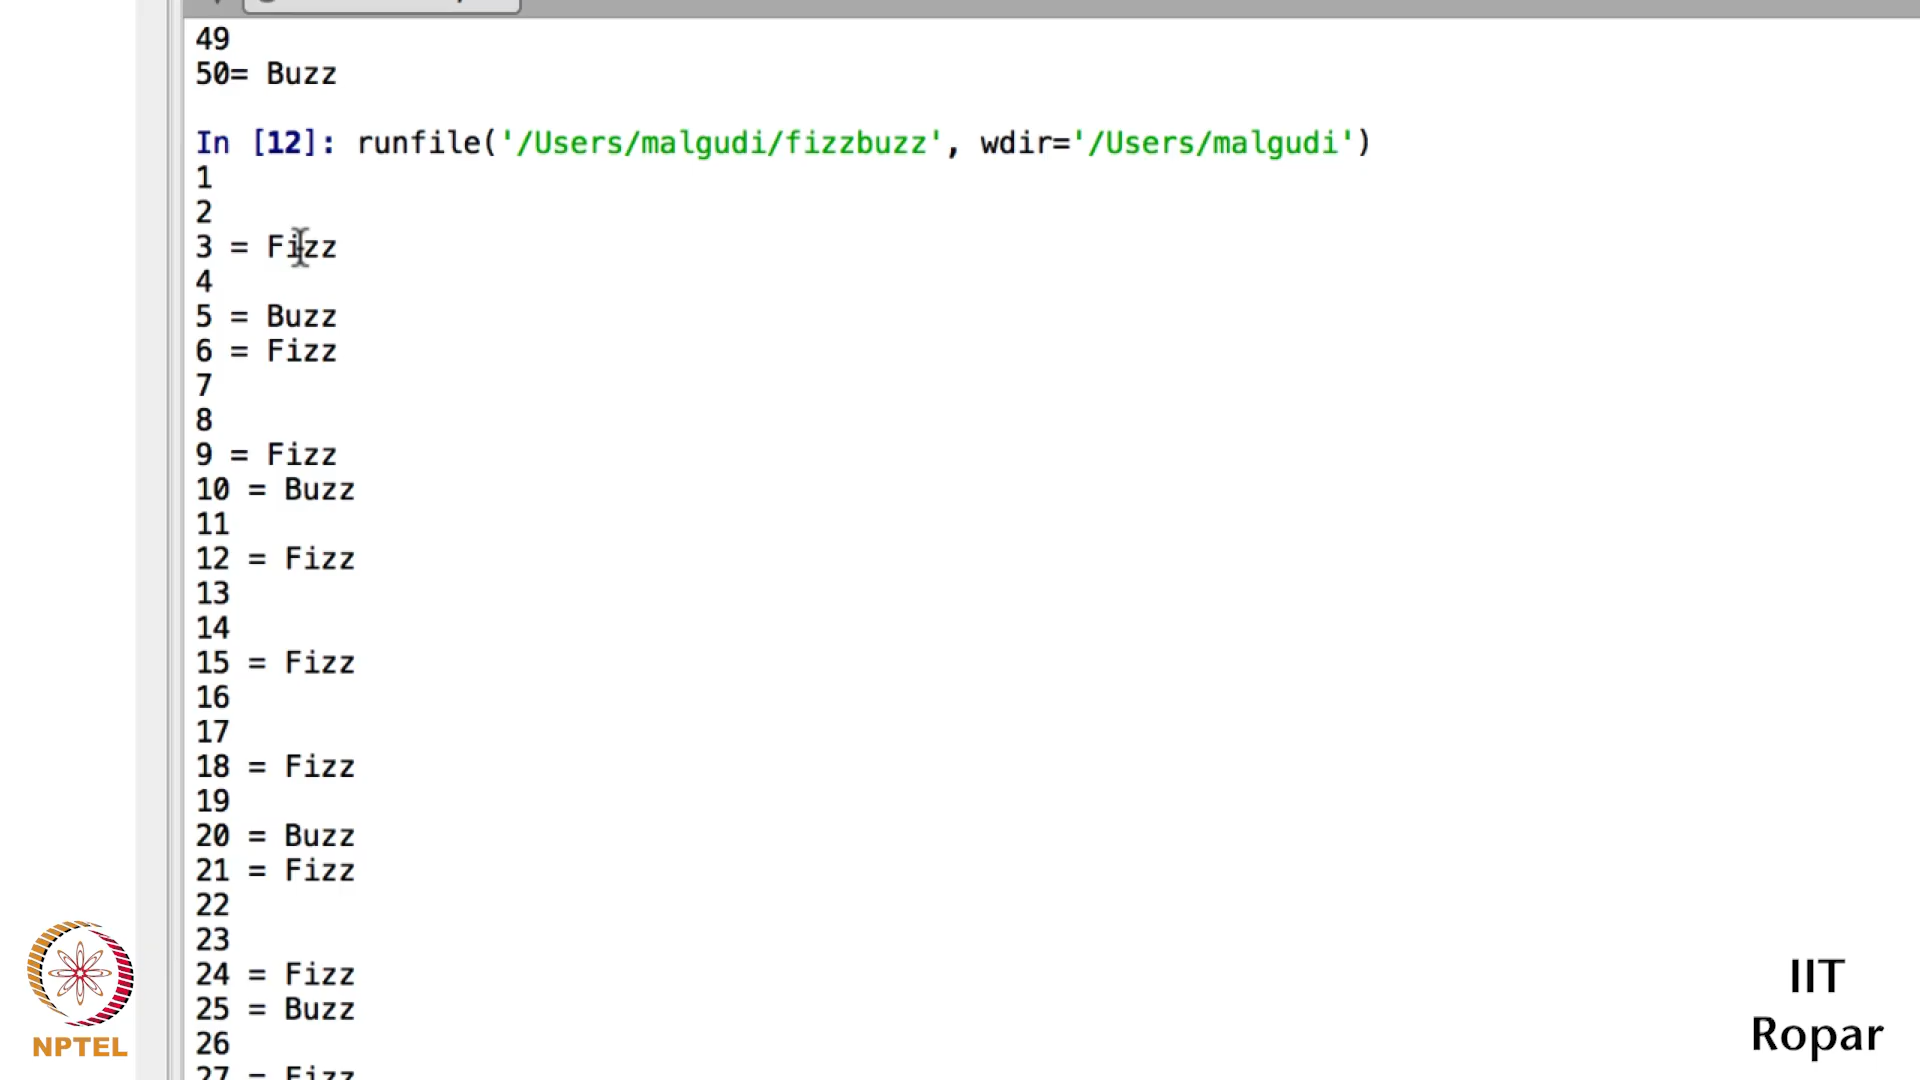 49
50= Buzz
In [12]: runfile('/Users/malgudi/fizzbuzz', wdir='/Users/malgudi')
1
2
3 = Fizz
4
5 = Buzz
6 = Fizz
7
8
9 = Fizz
10 = Buzz
11
12 = Fizz
13
14
15 = Fizz
16
17
18 = Fizz
19
20 = Buzz
21 = Fizz
22
23
24 = Fizz
25 = Buzz
26
27 = Fizz
NPTEL
IIT
Ropar